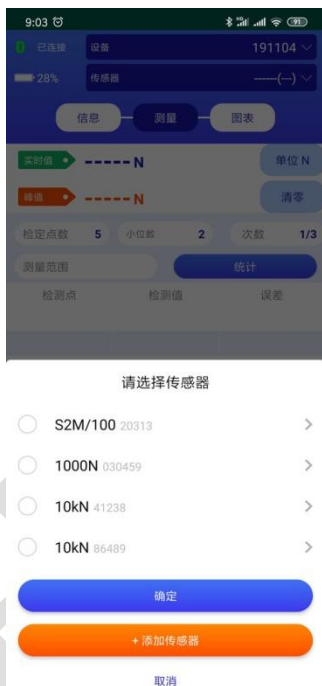 9:03 91
已连接 设备 191104
28% 传感器 -----(--)
信息 测量 图表
实时值 -----N 单位 N
峰值 -----N 清零
检定点数 5 小位数 2 次数 1/3
测量范围 统计
检测点 检测值 误差
请选择传感器
S2M/100 20313
1000N 030459
10kN 41238
10kN 86489
确定
+ 添加传感器
取消